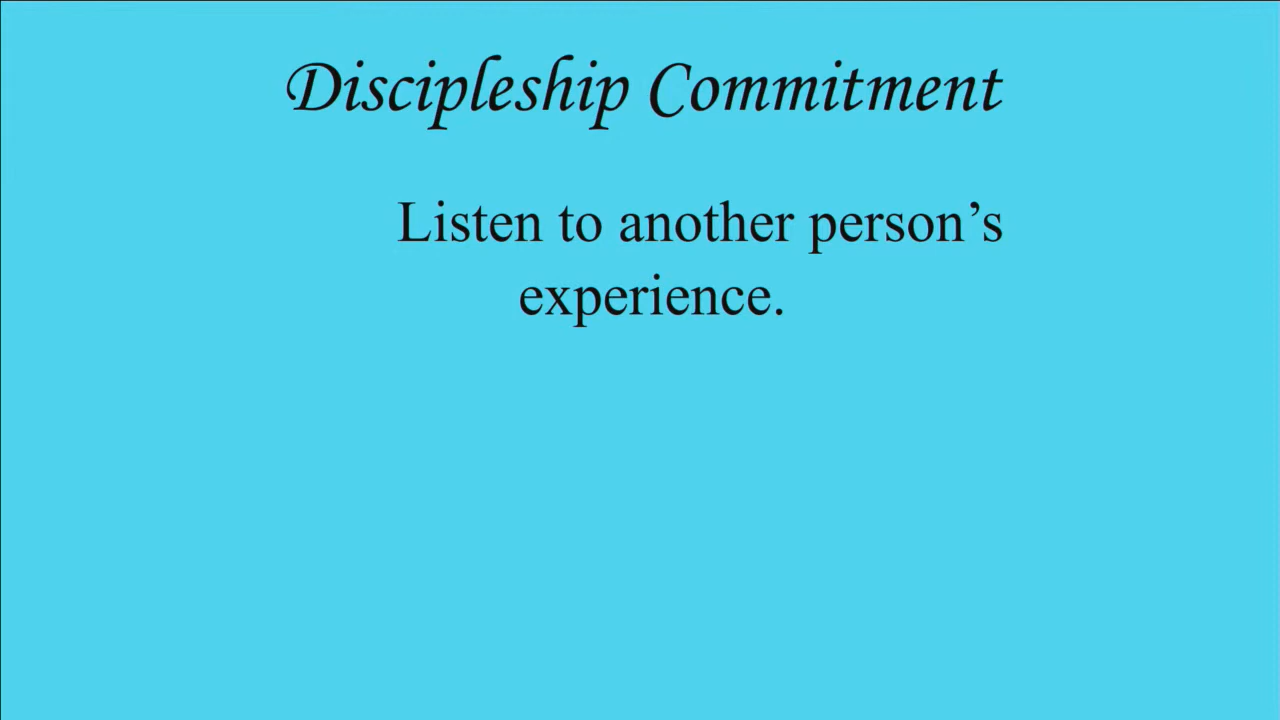 Discipleship Commitment
Listen to another person’s
experience.